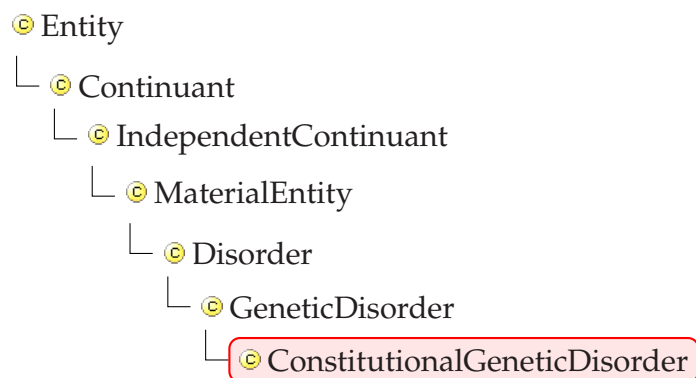 © Entity
© Continuant
© IndependentContinuant
© MaterialEntity
© Disorder
© GeneticDisorder
© ConstitutionalGeneticDisorder